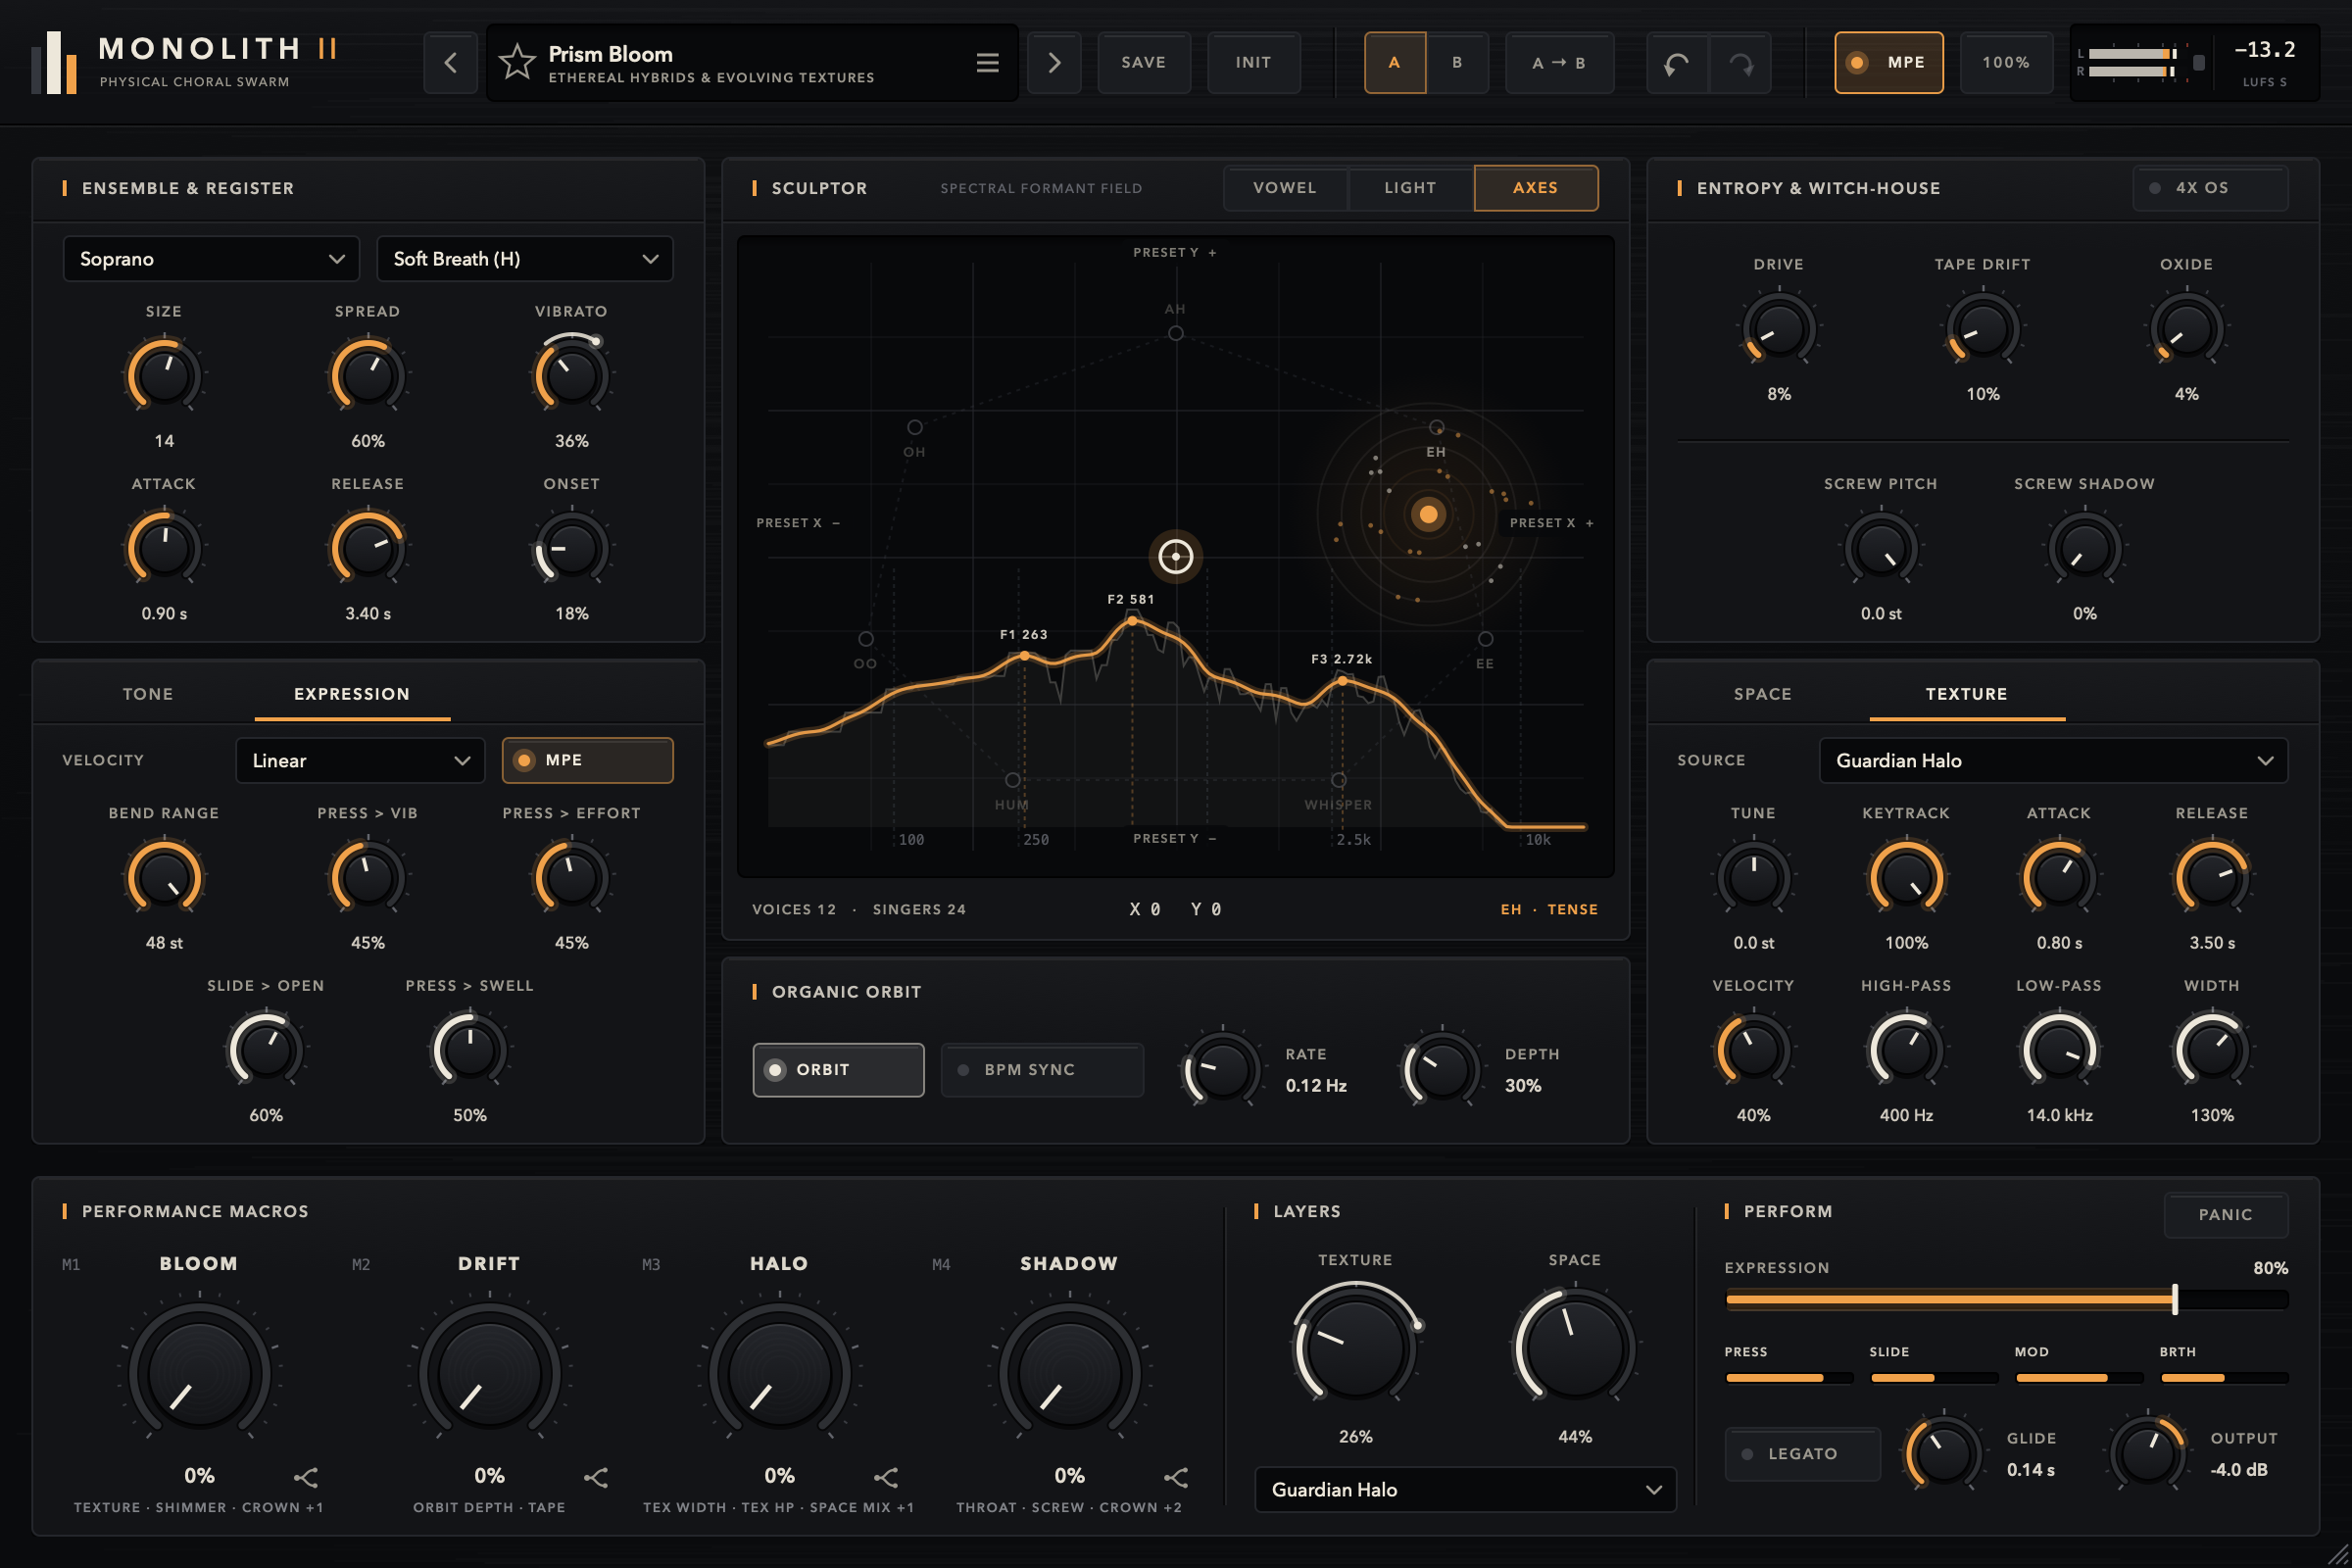 MONOLITH II
PHYSICAL CHORAL SWARM
Prism Bloom
ETHEREAL HYBRIDS & EVOLVING TEXTURES
SAVE
INIT
A
B
A → B
MPE
100%
L
R
−13.2
LUFS S
ENSEMBLE & REGISTER
Soprano
Soft Breath (H)
SIZE
SPREAD
VIBRATO
14
60%
36%
ATTACK
RELEASE
ONSET
0.90 s
3.40 s
18%
TONE
EXPRESSION
VELOCITY
Linear
MPE
BEND RANGE
PRESS > VIB
PRESS > EFFORT
48 st
45%
45%
SLIDE > OPEN
PRESS > SWELL
60%
50%
SCULPTOR
SPECTRAL FORMANT FIELD
VOWEL
LIGHT
AXES
PRESET Y +
AH
OH
EH
PRESET X −
PRESET X +
F2 581
F1 263
F3 2.72k
OO
EE
HUM
WHISPER
100
250
PRESET Y −
2.5k
10k
VOICES 12 · SINGERS 24
X 0 Y 0
EH · TENSE
ORGANIC ORBIT
ORBIT
BPM SYNC
RATE
0.12 Hz
DEPTH
30%
ENTROPY & WITCH-HOUSE
4X OS
DRIVE
TAPE DRIFT
OXIDE
8%
10%
4%
SCREW PITCH
SCREW SHADOW
0.0 st
0%
SPACE
TEXTURE
SOURCE
Guardian Halo
TUNE
KEYTRACK
ATTACK
RELEASE
0.0 st
100%
0.80 s
3.50 s
VELOCITY
HIGH-PASS
LOW-PASS
WIDTH
40%
400 Hz
14.0 kHz
130%
PERFORMANCE MACROS
M1
BLOOM
M2
DRIFT
M3
HALO
M4
SHADOW
0%
0%
0%
0%
TEXTURE · SHIMMER · CROWN +1
ORBIT DEPTH · TAPE
TEX WIDTH · TEX HP · SPACE MIX +1
THROAT · SCREW · CROWN +2
LAYERS
TEXTURE
SPACE
26%
44%
Guardian Halo
PERFORM
PANIC
EXPRESSION
80%
PRESS
SLIDE
MOD
BRTH
LEGATO
GLIDE
0.14 s
OUTPUT
-4.0 dB